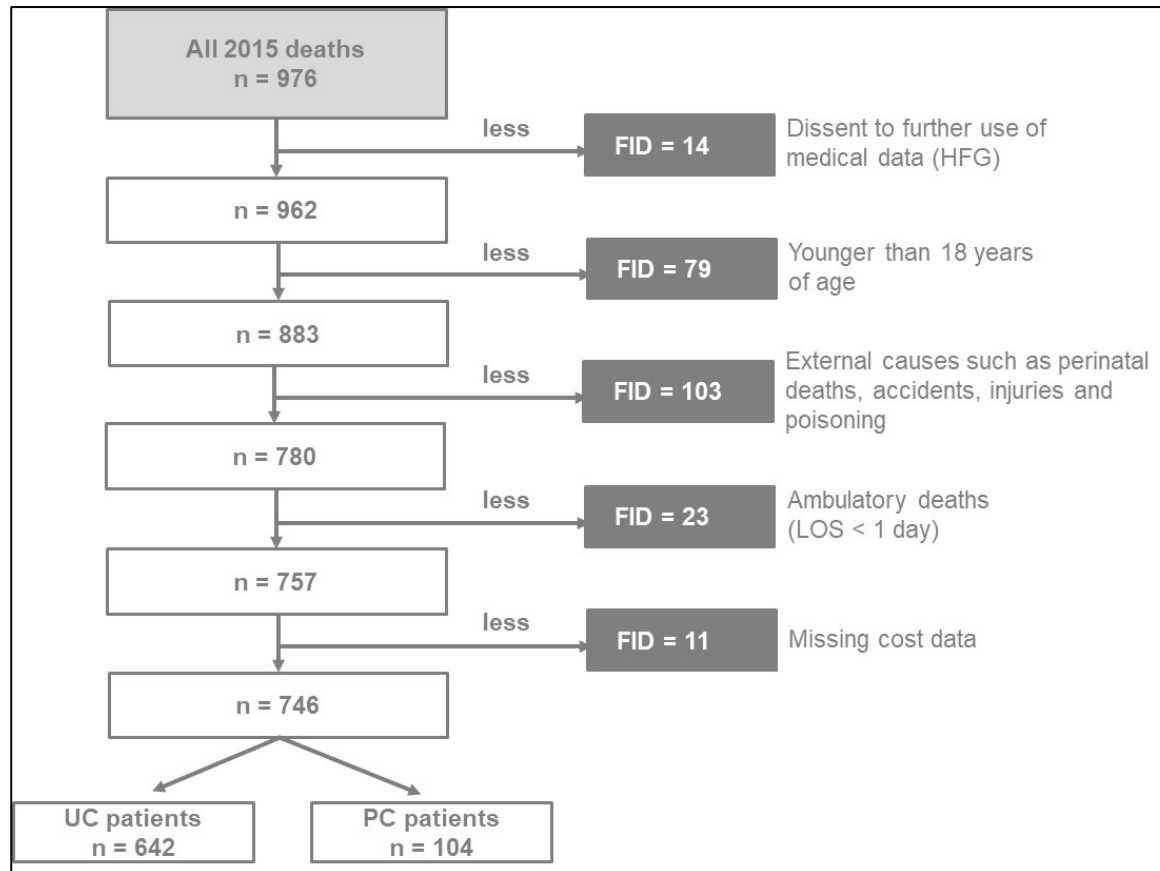 All 2015 deaths
n = 976
less
FID = 14
Dissent to further use of
medical data (HFG)
n = 962
less
FID = 79
Younger than 18 years
of age
n = 883
less
FID = 103
External causes such as perinatal
deaths, accidents, injuries and
poisoning
n = 780
less
FID = 23
Ambulatory deaths
(LOS < 1 day)
n = 757
less
FID = 11
Missing cost data
n = 746
UC patients
n = 642
PC patients
n = 104